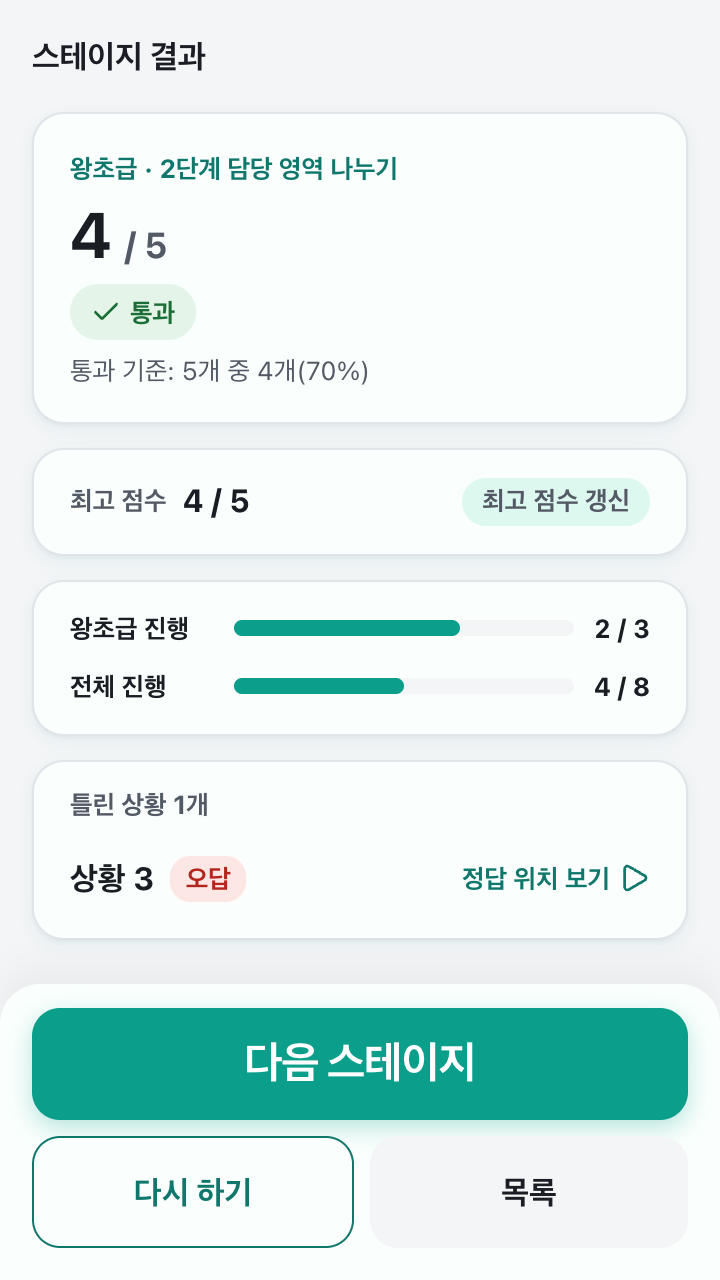 스테이지 결과
왕초급 · 2단계 담당 영역 나누기
4 / 5
통과
통과 기준: 5개 중 4개(70%)
최고 점수 4 / 5 최고 점수 갱신
왕초급 진행 2 / 3
전체 진행 4 / 8
틀린 상황 1개
상황 3 오답 정답 위치 보기
다음 스테이지
다시 하기 목록